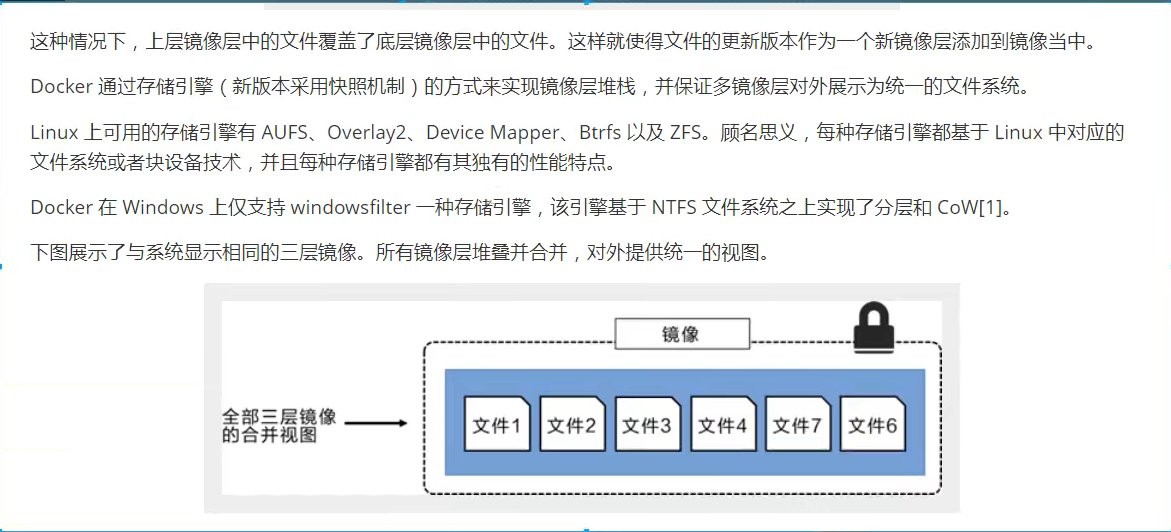 这种情况下，上层镜像层中的文件覆盖了底层镜像层中的文件。这样就使得文件的更新版本作为一个新镜像层添加到镜像当中。
Docker 通过存储引擎（新版本采用快照机制）的方式来实现镜像层堆栈，并保证多镜像层对外展示为统一的文件系统。
Linux 上可用的存储引擎有 AUFS、Overlay2、Device Mapper、Btrfs 以及 ZFS。顾名思义，每种存储引擎都基于 Linux 中对应的
文件系统或者块设备技术，并且每种存储引擎都有其独有的性能特点。
Docker 在 Windows 上仅支持 windowsfilter 一种存储引擎，该引擎基于 NTFS 文件系统之上实现了分层和 CoW[1]。
下图展示了与系统显示相同的三层镜像。所有镜像层堆叠并合并，对外提供统一的视图。
镜像
全部三层镜像
的合并视图
文件1 文件2 文件3 文件4 文件7 文件6